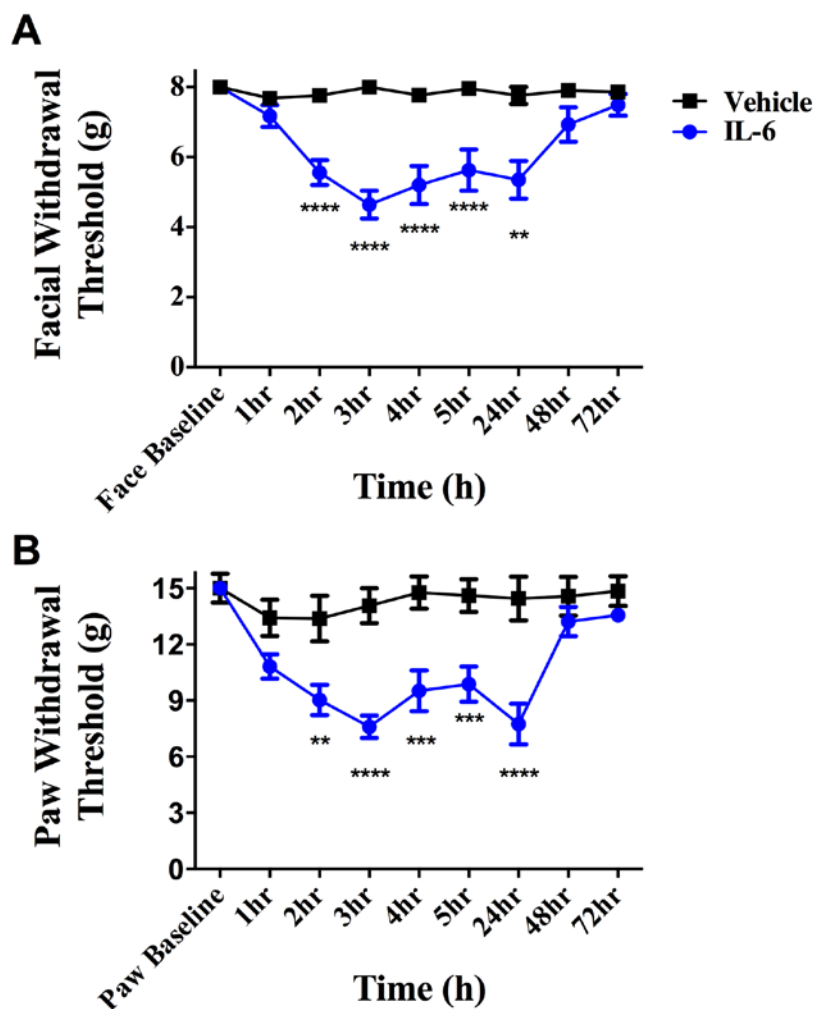 A
Facial Withdrawal
Threshold (g)
8
6
4
2
0
****
****
****
****
**
Face Baseline
1hr
2hr
3hr
4hr
5hr
24hr
48hr
72hr
Time (h)
Vehicle
IL-6
B
Paw Withdrawal
Threshold (g)
15
12
9
6
3
0
**
****
***
***
****
Paw Baseline
1hr
2hr
3hr
4hr
5hr
24hr
48hr
72hr
Time (h)